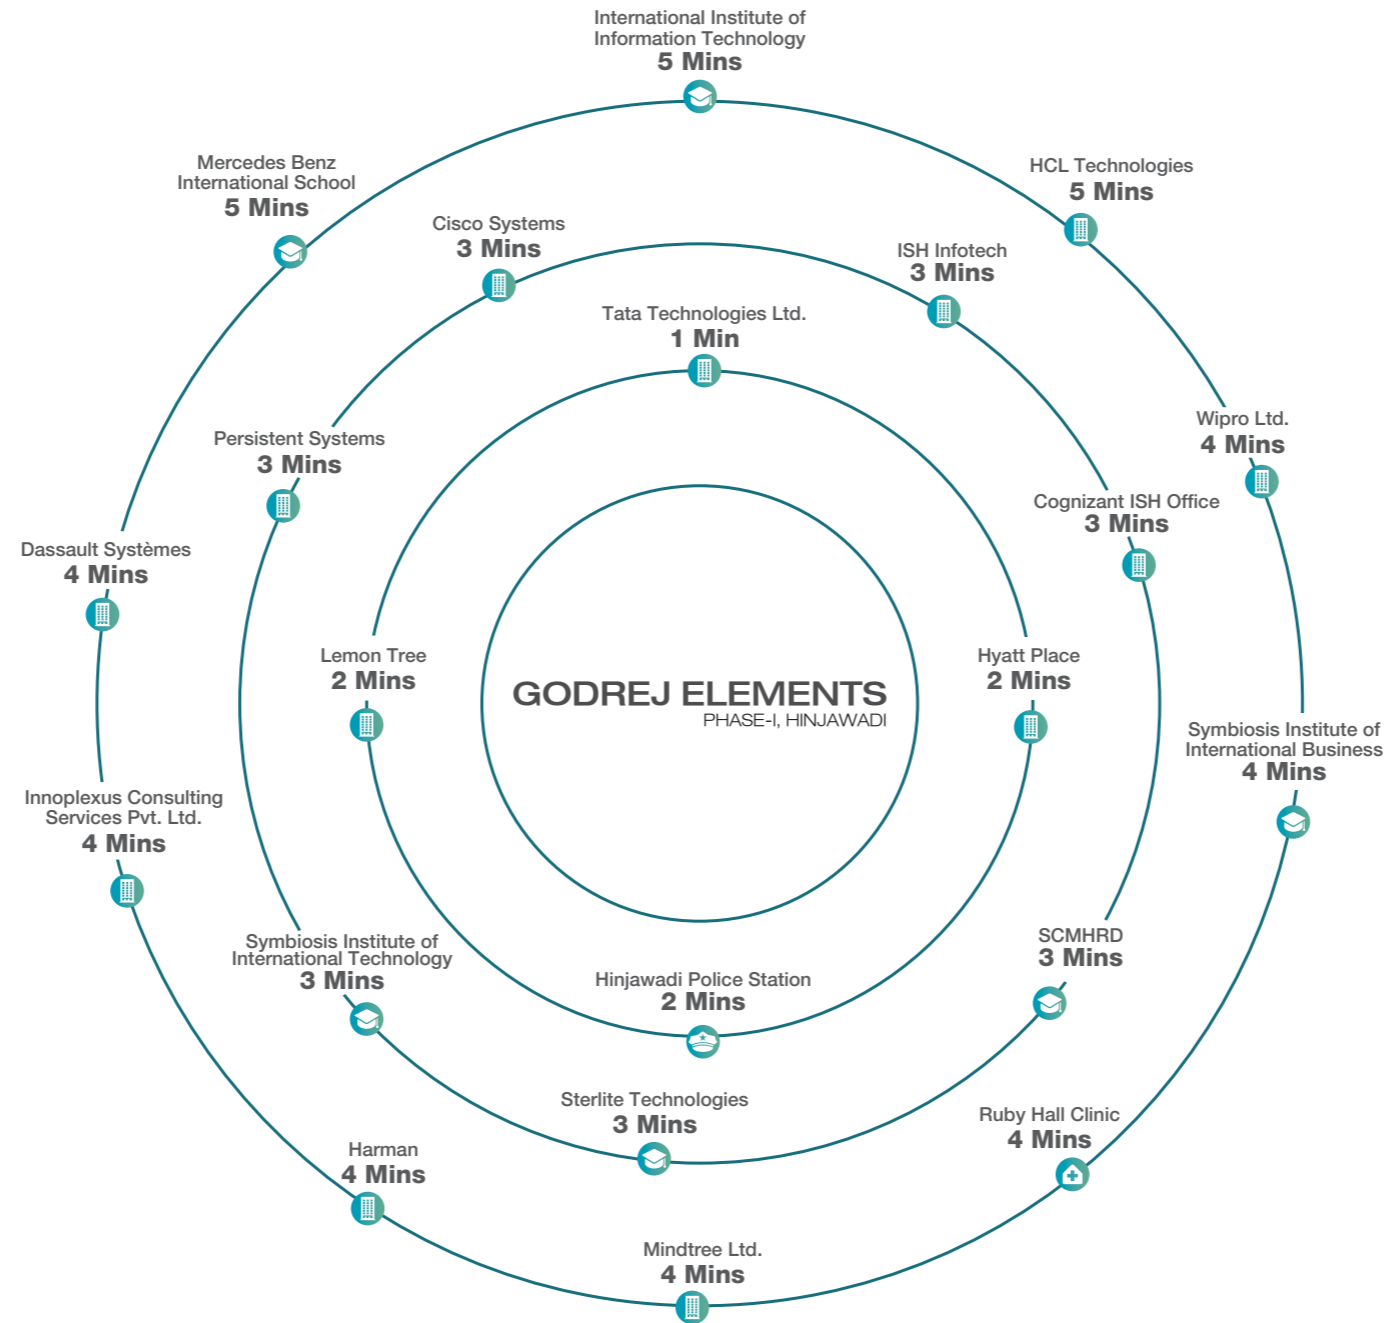 International Institute of
Information Technology
5 Mins
Mercedes Benz
International School
5 Mins
HCL Technologies
5 Mins
Cisco Systems
3 Mins
ISH Infotech
3 Mins
Tata Technologies Ltd.
1 Min
Wipro Ltd.
4 Mins
Persistent Systems
3 Mins
Cognizant ISH Office
3 Mins
Dassault Systèmes
4 Mins
Lemon Tree
2 Mins
Hyatt Place
2 Mins
GODREJ ELEMENTS
PHASE-I, HINJAWADI
Symbiosis Institute of
International Business
4 Mins
Innoplexus Consulting
Services Pvt. Ltd.
4 Mins
Symbiosis Institute of
International Technology
3 Mins
SCMHRD
3 Mins
Hinjawadi Police Station
2 Mins
Sterlite Technologies
3 Mins
Ruby Hall Clinic
4 Mins
Harman
4 Mins
Mindtree Ltd.
4 Mins